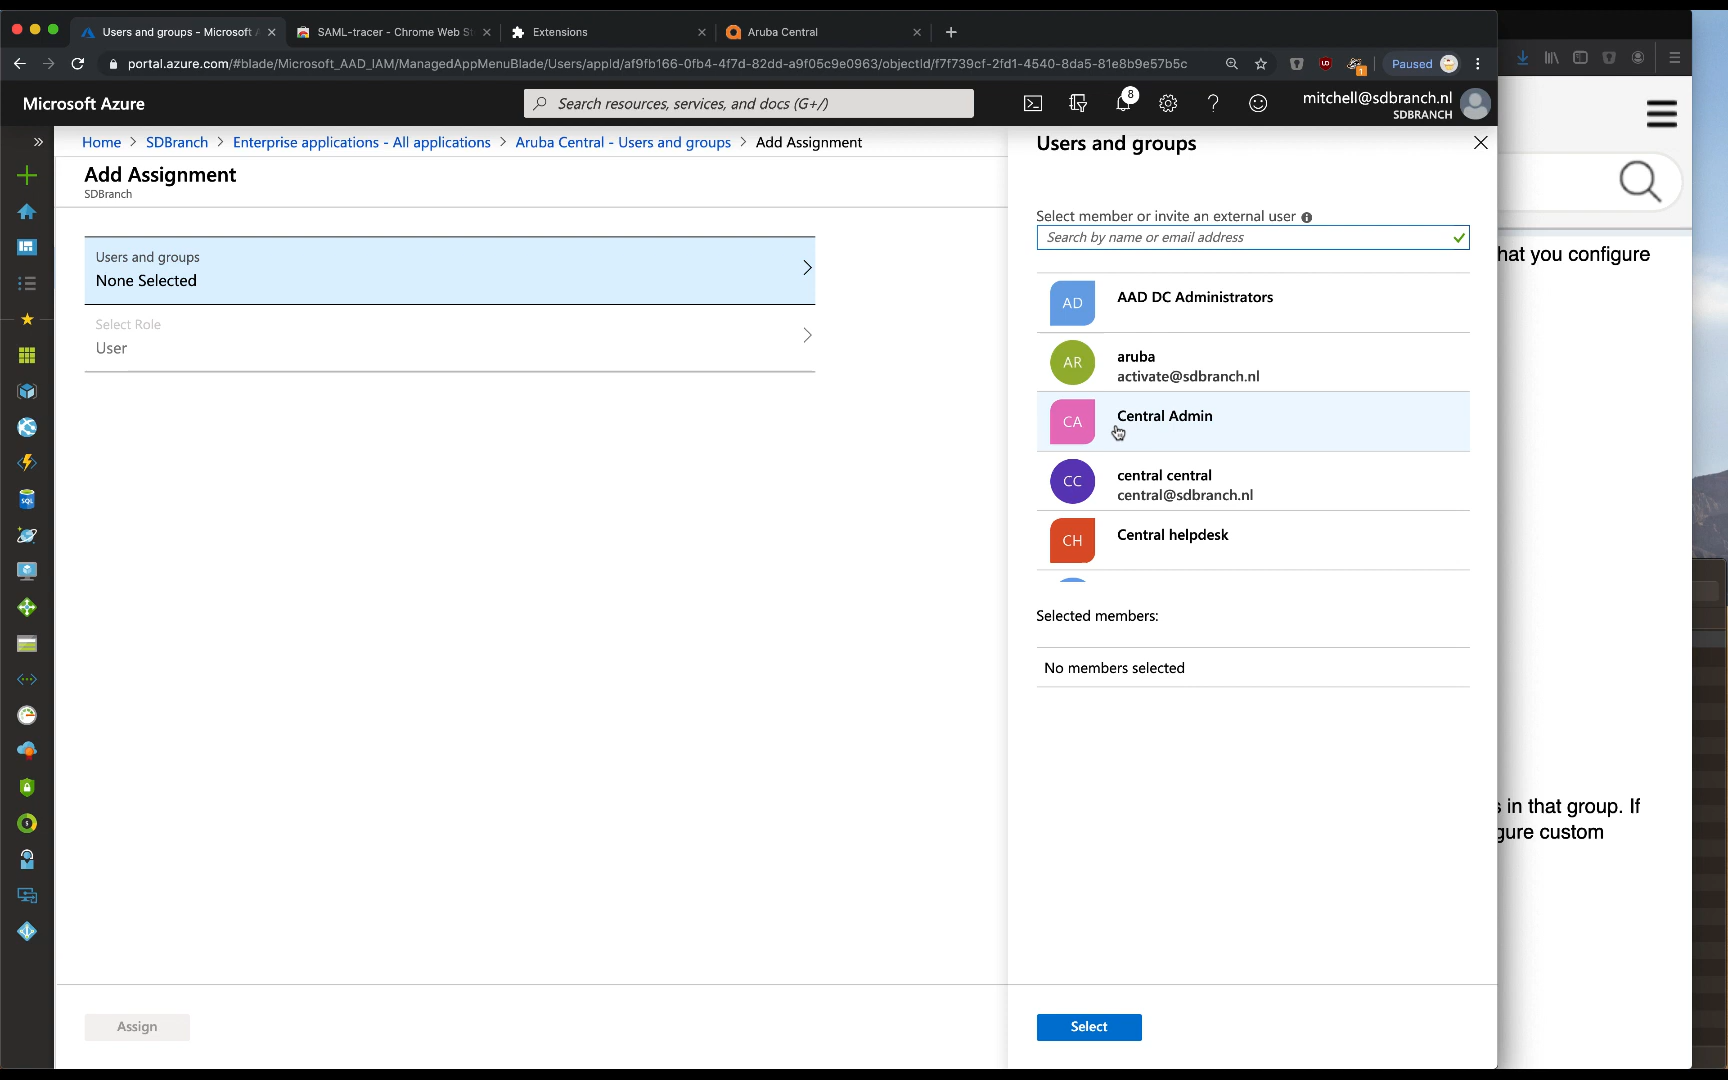 Users and groups - Microsoft A
SAML-tracer - Chrome Web St
Extensions
Aruba Central
portal.azure.com/#blade/Microsoft_AAD_IAM/ManagedAppMenuBlade/Users/appId/af9fb166-0fb4-4f7d-82dd-a9f05c9e0963/objectId/f7f739cf-2fd1-4540-8da5-81e8b9e57b5c
1
Paused
Microsoft Azure
Search resources, services, and docs (G+/)
8
mitchell@sdbranch.nl
SDBRANCH
Home > SDBranch > Enterprise applications - All applications > Aruba Central - Users and groups > Add Assignment
Add Assignment
SDBranch
Users and groups
None Selected
Select Role
User
Assign
Users and groups
Select member or invite an external user
Search by name or email address
AD
AAD DC Administrators
AR
aruba
activate@sdbranch.nl
CA
Central Admin
CC
central central
central@sdbranch.nl
CH
Central helpdesk
Selected members:
No members selected
Select
hat you configure
s in that group. If
gure custom
SQL